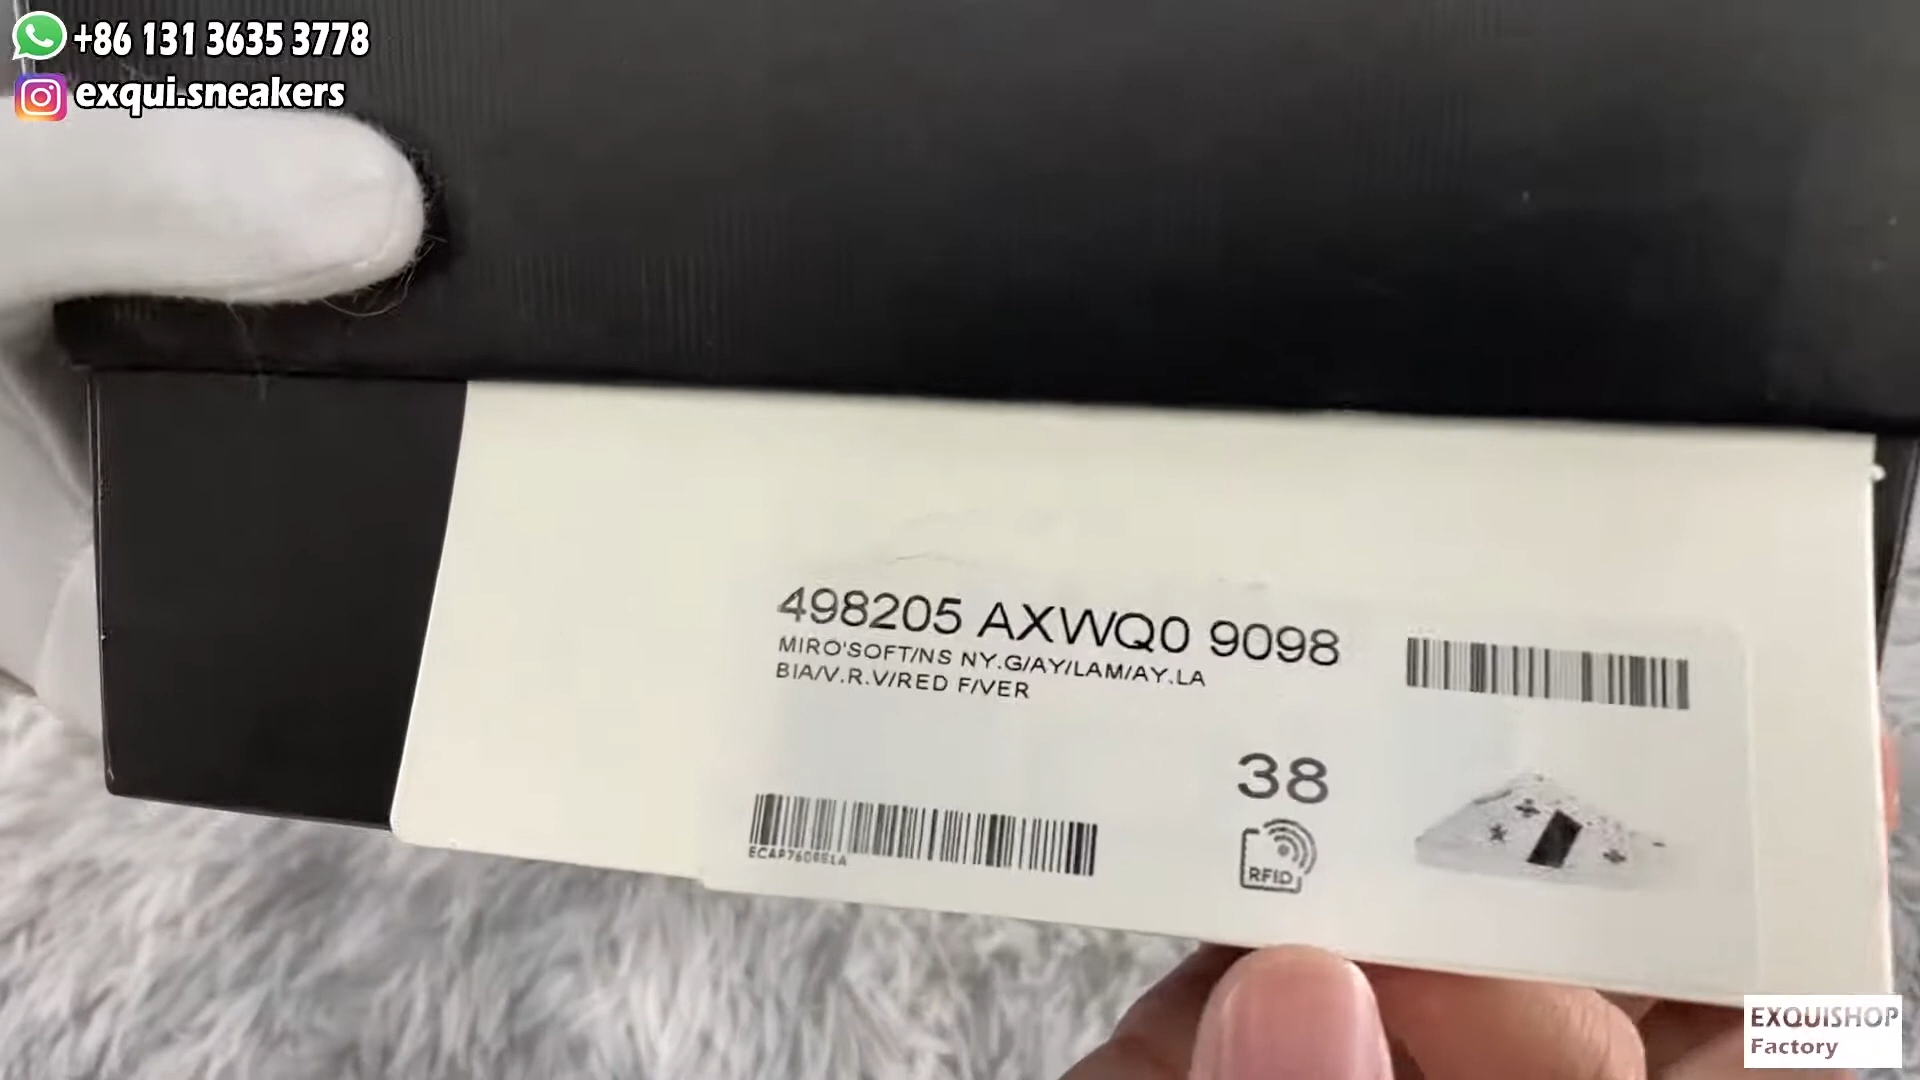 +86 131 3635 3778
exqui.sneakers
498205 AXWQ0 9098
MIRO'SOFT/NS NY.G/AY/LAM/AY.LA
BIA/V.R.V/RED F/VER
38
RFID
EXQUISHOP
Factory